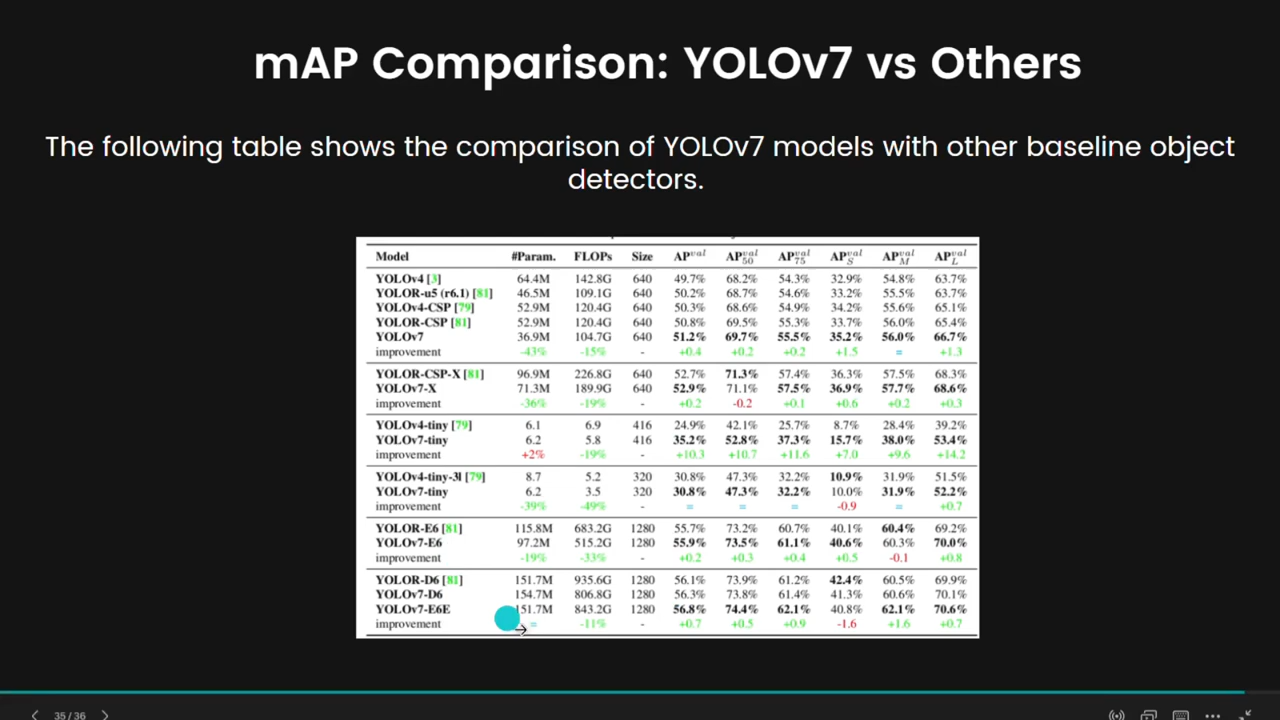 mAP Comparison: YOLOv7 vs Others
The following table shows the comparison of YOLOv7 models with other baseline object
detectors.
Model #Param. FLOPs Size AP^val AP_50^val AP_75^val AP_S^val AP_M^val AP_L^val
YOLOv4 [3] 64.4M 142.8G 640 49.7% 68.2% 54.3% 32.9% 54.8% 63.7%
YOLOR-u5 (r6.1) [81] 46.5M 109.1G 640 50.2% 68.7% 54.6% 33.2% 55.5% 63.7%
YOLOv4-CSP [79] 52.9M 120.4G 640 50.3% 68.6% 54.9% 34.2% 55.6% 65.1%
YOLOR-CSP [81] 52.9M 120.4G 640 50.8% 69.5% 55.3% 33.7% 56.0% 65.4%
YOLOv7 36.9M 104.7G 640 51.2% 69.7% 55.5% 35.2% 56.0% 66.7%
improvement -43% -15% - +0.4 +0.2 +0.2 +1.5 = +1.3
YOLOR-CSP-X [81] 96.9M 226.8G 640 52.7% 71.3% 57.4% 36.3% 57.5% 68.3%
YOLOv7-X 71.3M 189.9G 640 52.9% 71.1% 57.5% 36.9% 57.7% 68.6%
improvement -36% -19% - +0.2 -0.2 +0.1 +0.6 +0.2 +0.3
YOLOv4-tiny [79] 6.1 6.9 416 24.9% 42.1% 25.7% 8.7% 28.4% 39.2%
YOLOv7-tiny 6.2 5.8 416 35.2% 52.8% 37.3% 15.7% 38.0% 53.4%
improvement +2% -19% - +10.3 +10.7 +11.6 +7.0 +9.6 +14.2
YOLOv4-tiny-3l [79] 8.7 5.2 320 30.8% 47.3% 32.2% 10.9% 31.9% 51.5%
YOLOv7-tiny 6.2 3.5 320 30.8% 47.3% 32.2% 10.0% 31.9% 52.2%
improvement -39% -49% - = = = -0.9 = +0.7
YOLOR-E6 [81] 115.8M 683.2G 1280 55.7% 73.2% 60.7% 40.1% 60.4% 69.2%
YOLOv7-E6 97.2M 515.2G 1280 55.9% 73.5% 61.1% 40.6% 60.3% 70.0%
improvement -19% -33% - +0.2 +0.3 +0.4 +0.5 -0.1 +0.8
YOLOR-D6 [81] 151.7M 935.6G 1280 56.1% 73.9% 61.2% 42.4% 60.5% 69.9%
YOLOv7-D6 154.7M 806.8G 1280 56.3% 73.8% 61.4% 41.3% 60.6% 70.1%
YOLOv7-E6E 151.7M 843.2G 1280 56.8% 74.4% 62.1% 40.8% 62.1% 70.6%
improvement = -11% - +0.7 +0.5 +0.9 -1.6 +1.6 +0.7
35 / 36